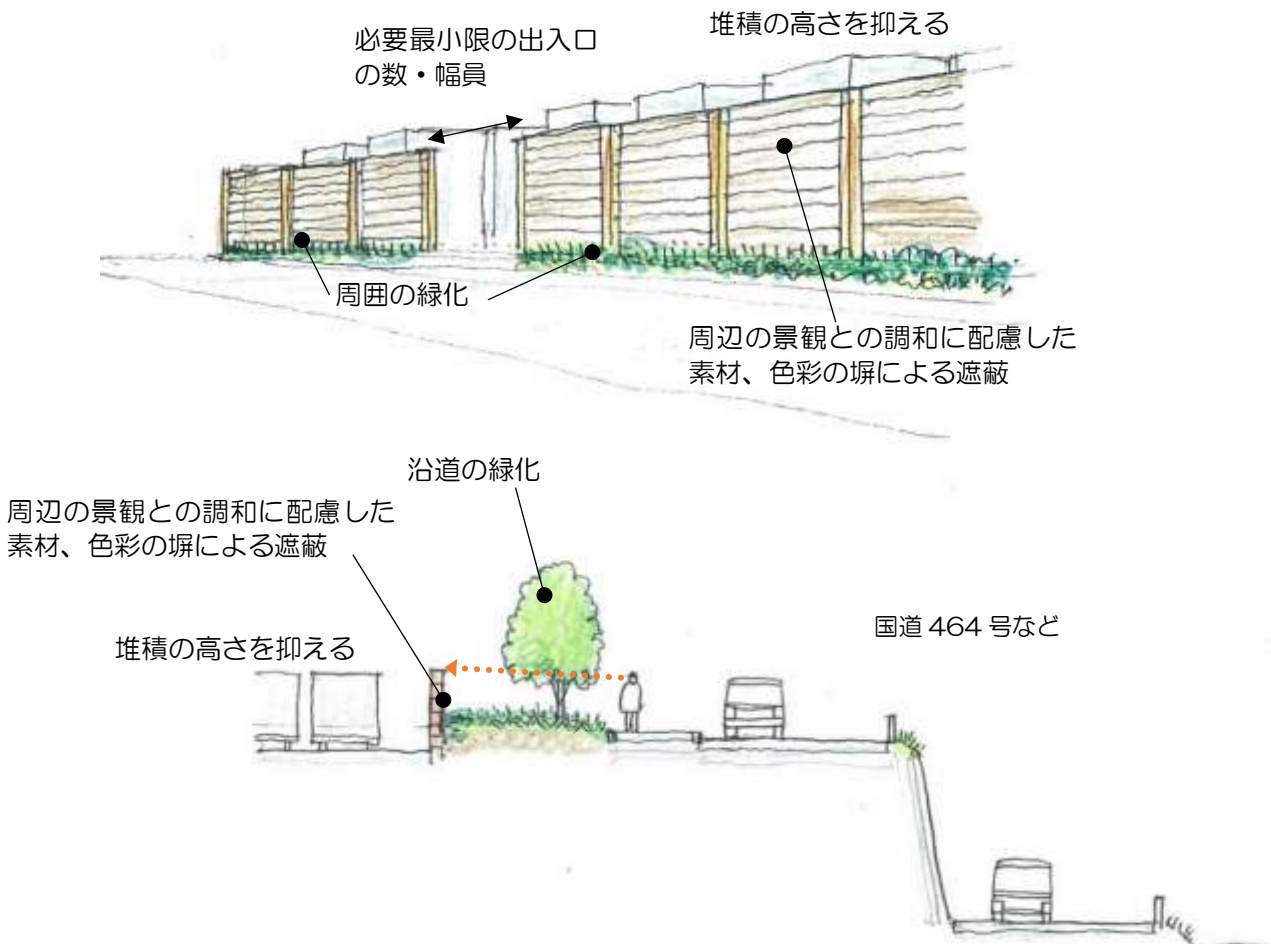 堆積の高さを抑える
必要最小限の出入口
の数・幅員
周囲の緑化
周辺の景観との調和に配慮した
素材、色彩の塀による遮蔽
沿道の緑化
周辺の景観との調和に配慮した
素材、色彩の塀による遮蔽
国道 464 号など
堆積の高さを抑える